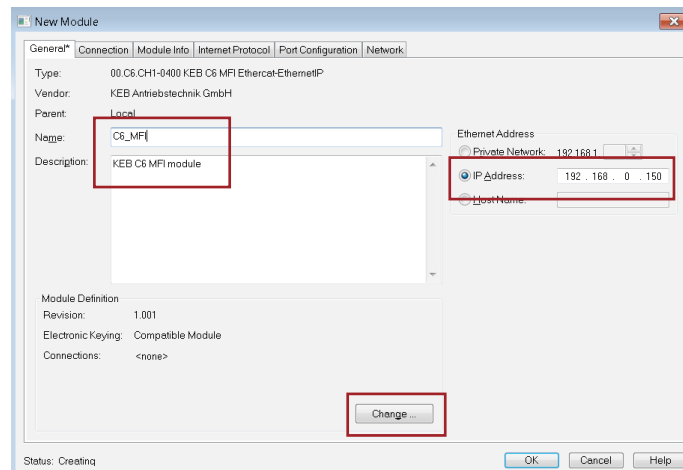 New Module
General* Connection Module Info Internet Protocol Port Configuration Network
Type: 00.C6.CH1-0400 KEB C6 MFI Ethercat-EthernetIP
Vendor: KEB Antriebstechnik GmbH
Parent: Local
Name: C6_MFI
Description: KEB C6 MFI module
Ethernet Address
Private Network: 192.168.1.
IP Address: 192 . 168 . 0 . 150
Host Name:
Module Definition
Revision: 1.001
Electronic Keying: Compatible Module
Connections: <none>
Change ...
Status: Creating
OK Cancel Help